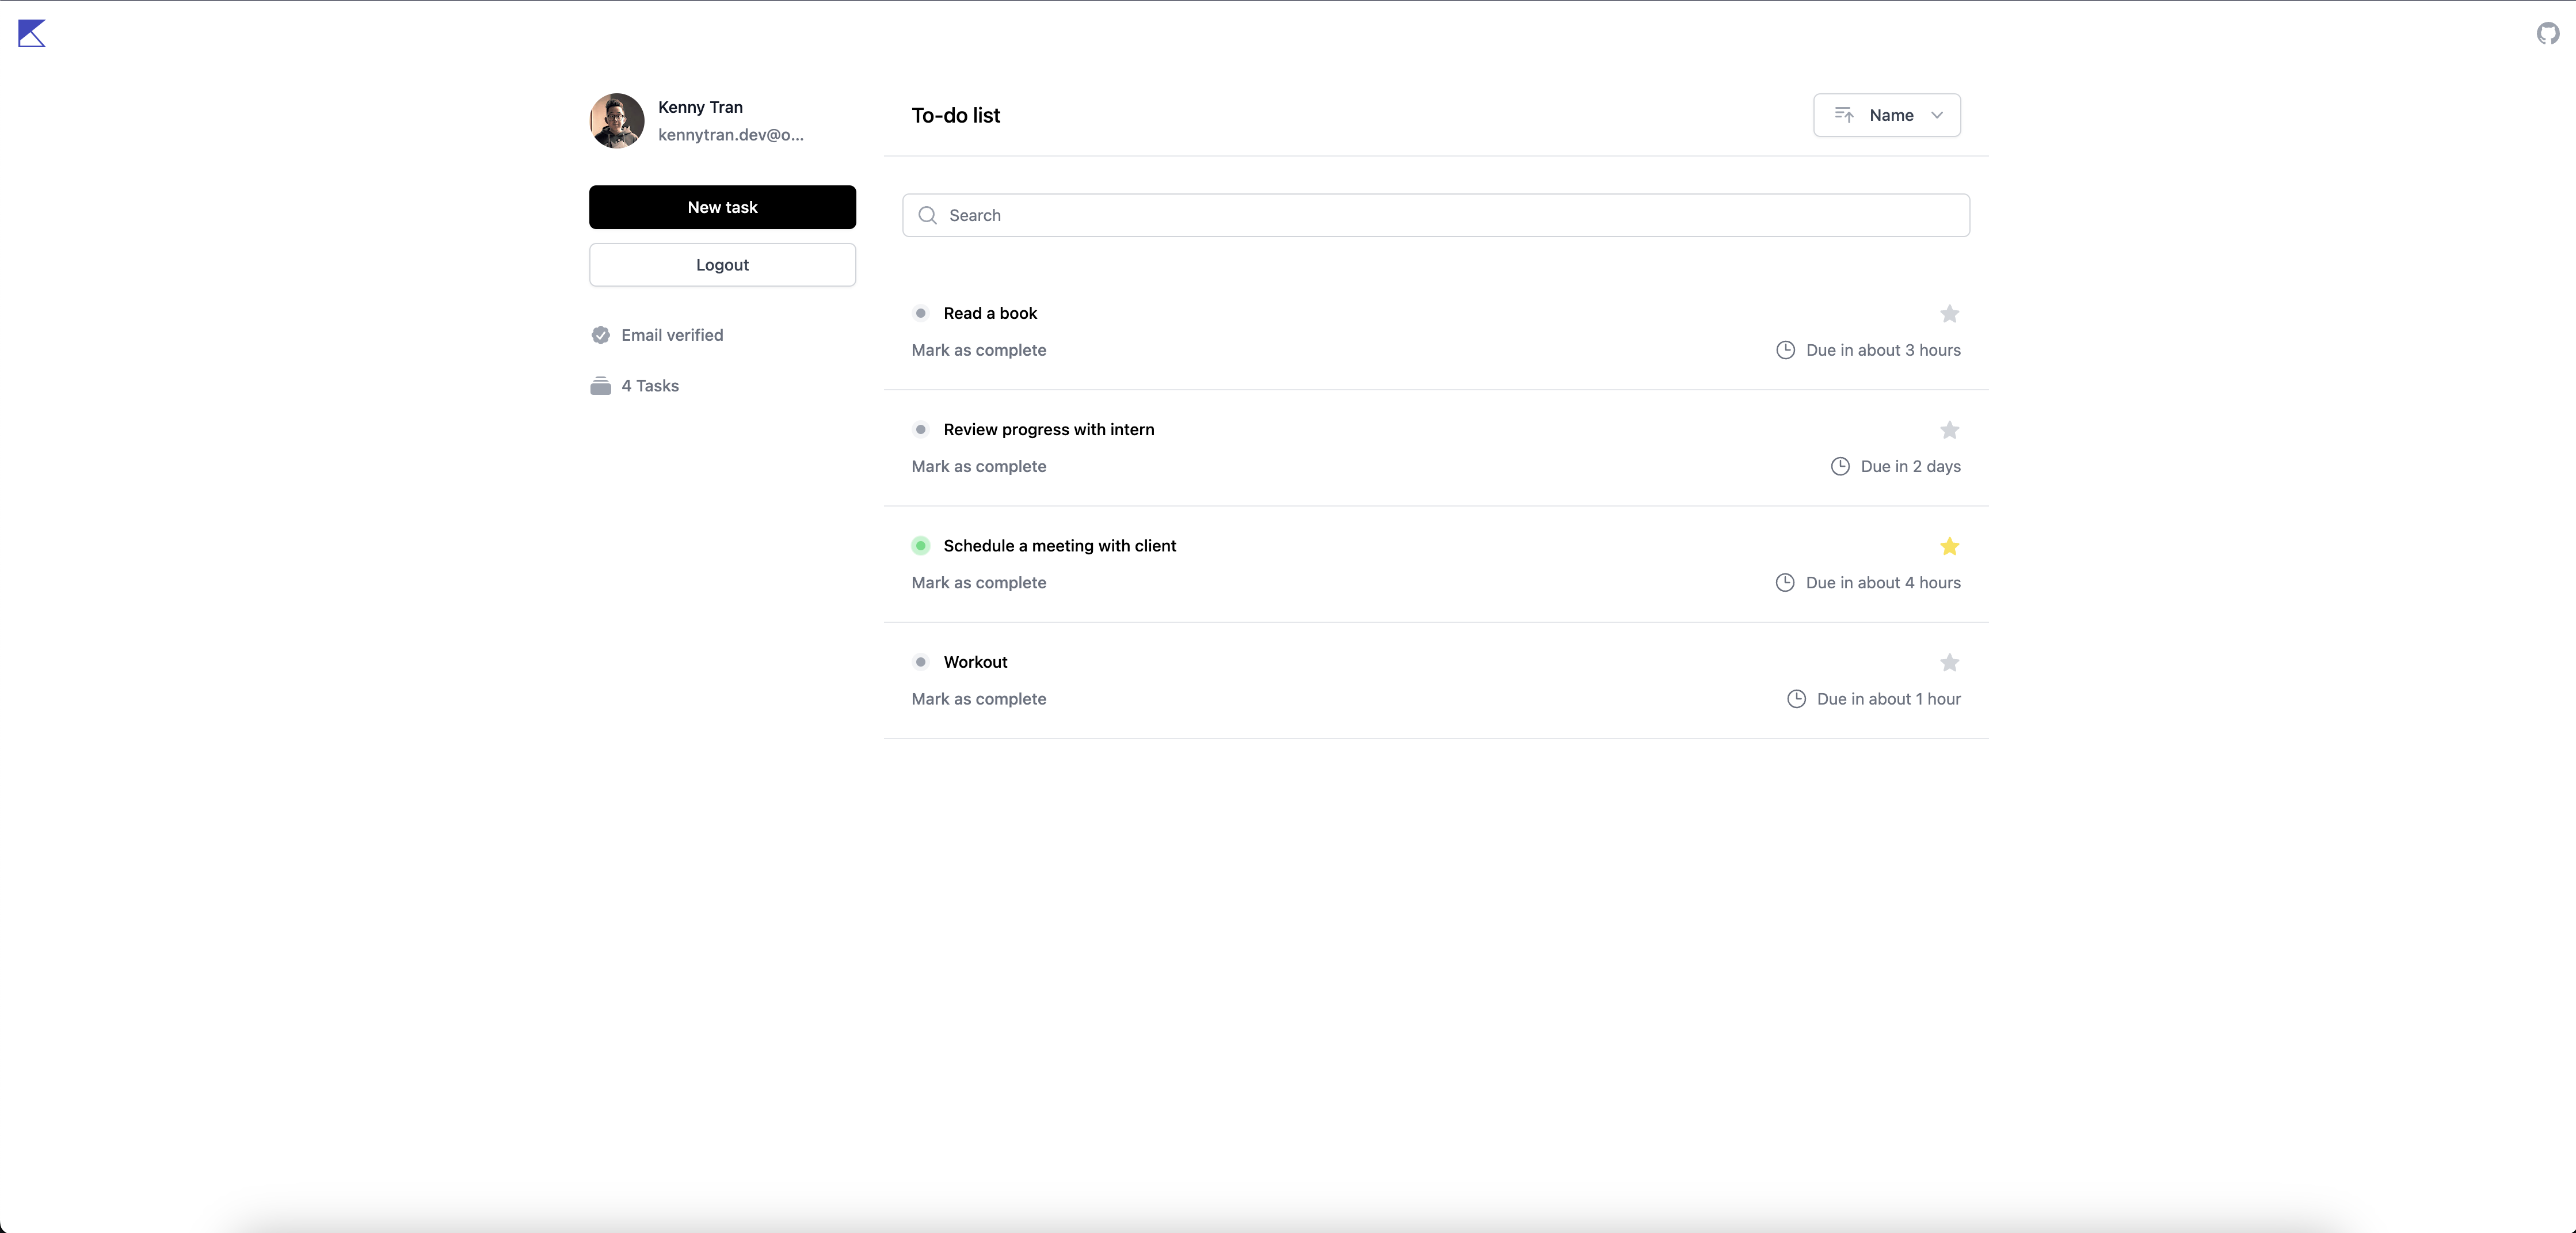 Kenny Tran
kennytran.dev@o...
New task
Logout
Email verified
4 Tasks
To-do list
Name
Search
Read a book
Mark as complete
Due in about 3 hours
Review progress with intern
Mark as complete
Due in 2 days
Schedule a meeting with client
Mark as complete
Due in about 4 hours
Workout
Mark as complete
Due in about 1 hour